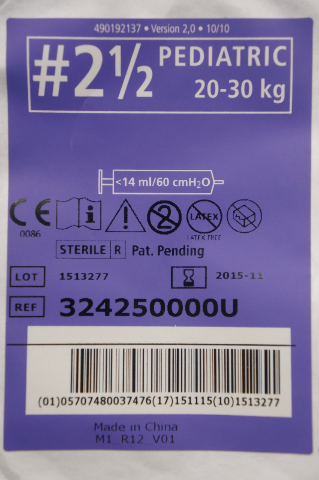 490192137 • Version 2,0 • 10/10
#2½ PEDIATRIC
20-30 kg
<14 ml/60 cmH₂O
CE
0086
i
2
LATEX
LATEX FREE
STERILE R Pat. Pending
LOT 1513277 2015-11
REF 324250000U
(01)05707480037476(17)151115(10)1513277
Made in China
M1_R12_V01